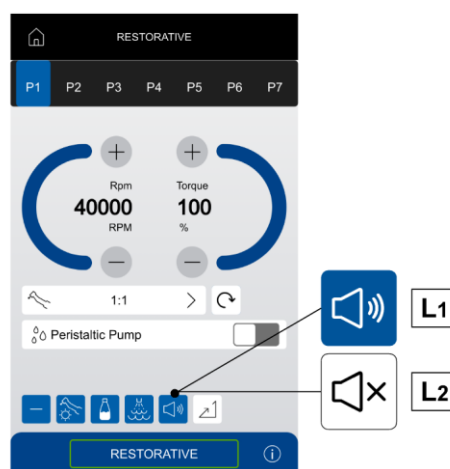 RESTORATIVE
P1 P2 P3 P4 P5 P6 P7
Rpm Torque
40000 100
RPM %
1:1
Peristaltic Pump
L1
L2
RESTORATIVE